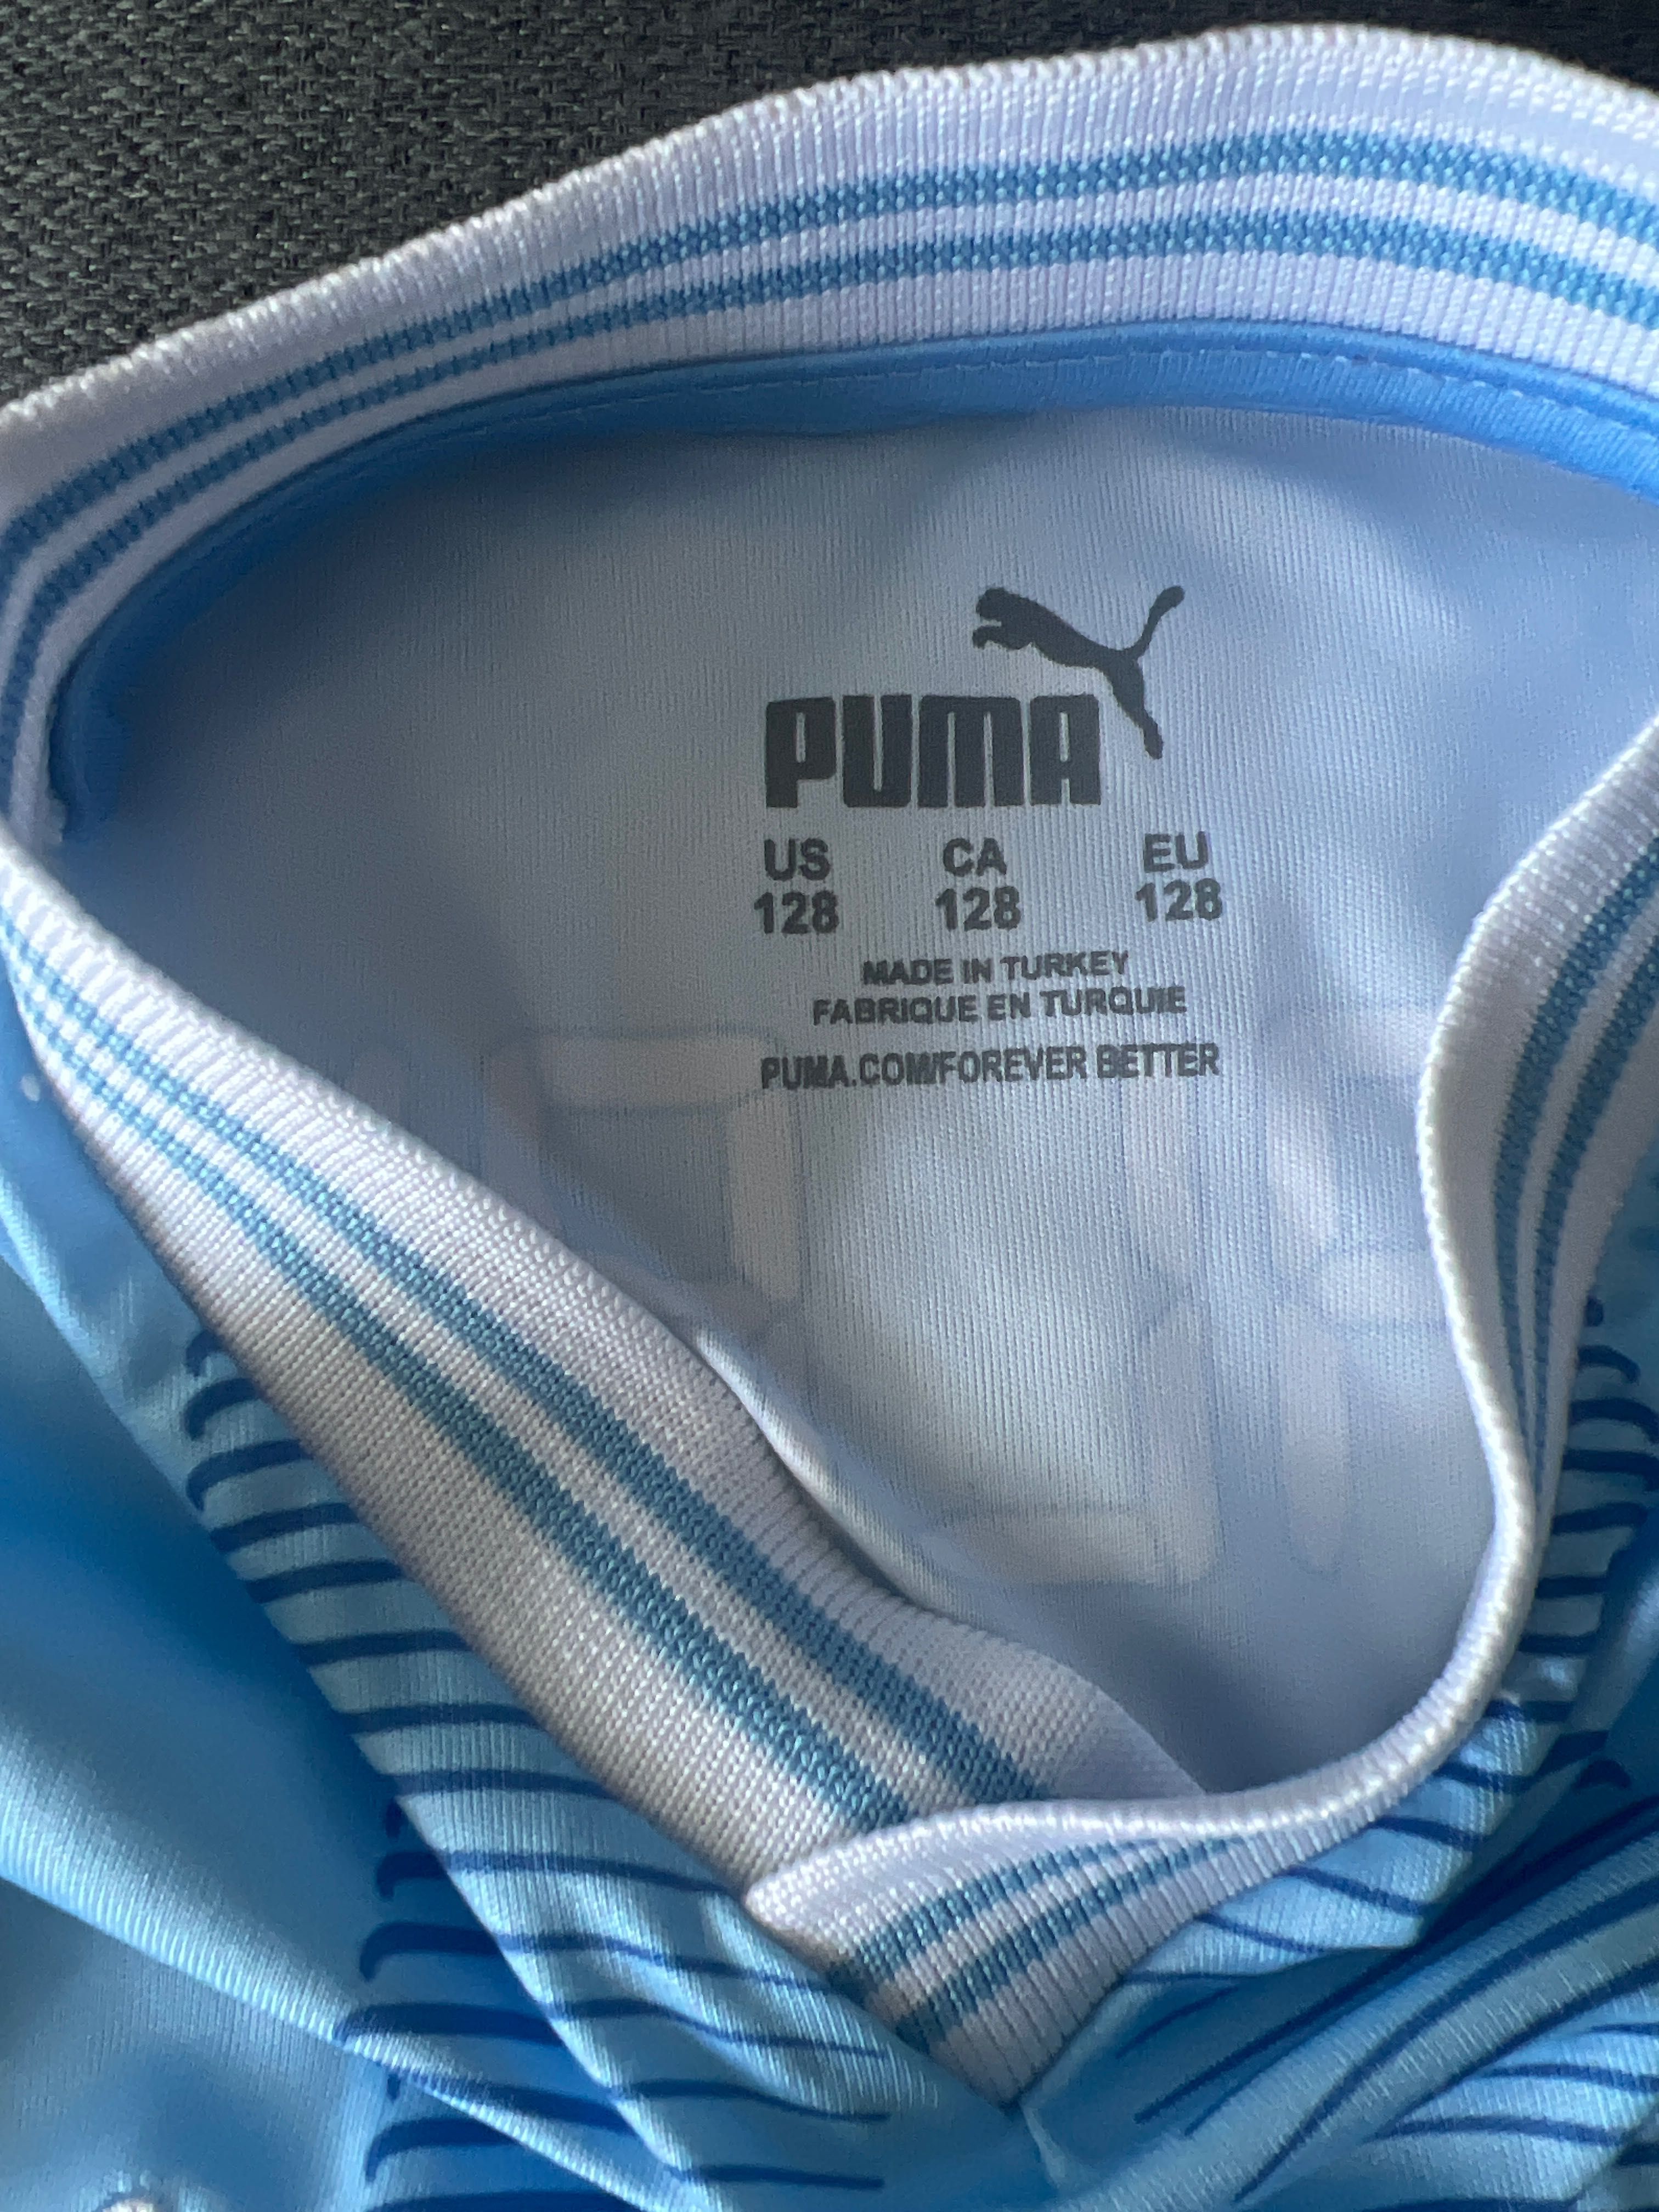 PUMA
US CA EU
128 128 128
MADE IN TURKEY
FABRIQUE EN TURQUIE
PUMA.COM/FOREVER BETTER